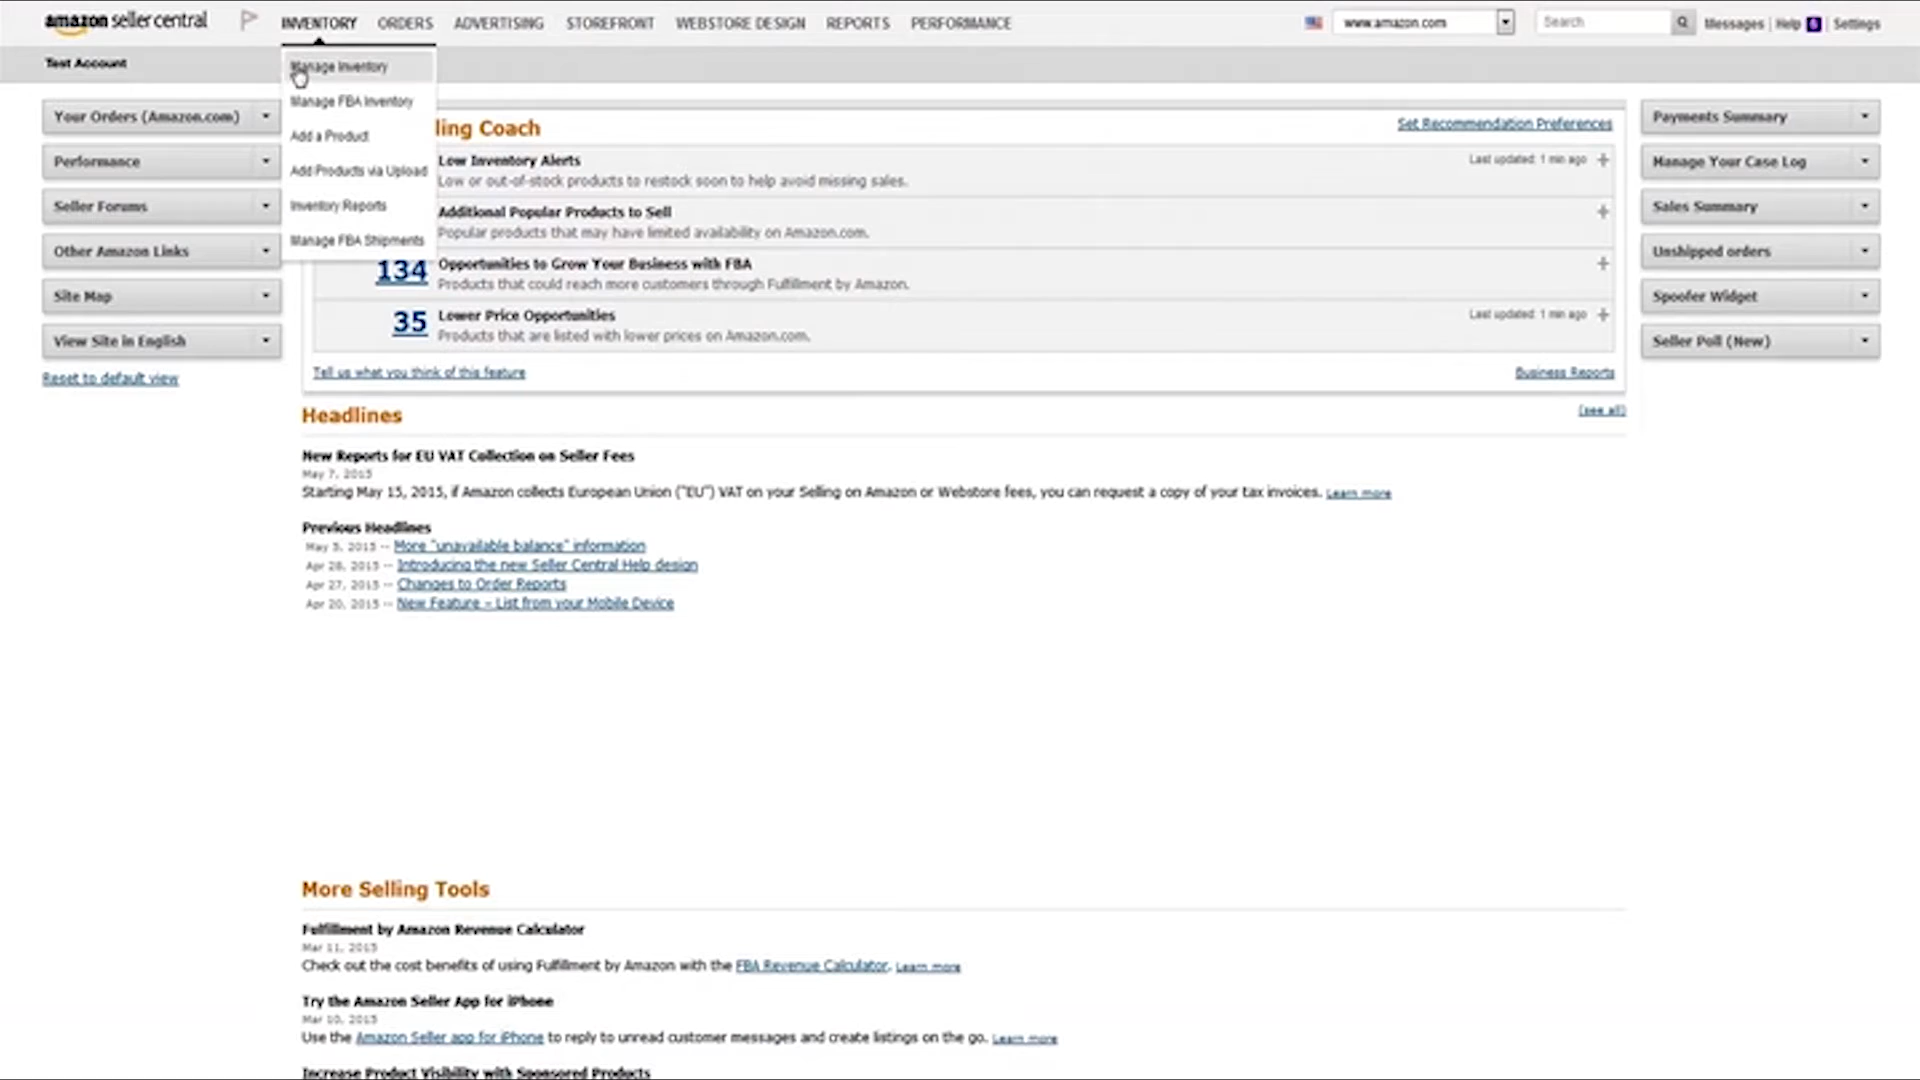 amazon seller central
INVENTORY ORDERS ADVERTISING STOREFRONT WEBSTORE DESIGN REPORTS PERFORMANCE
www.amazon.com Search Messages | Help 6 | Settings
Test Account
Manage Inventory
Manage FBA Inventory
Add a Product
Add Products via Upload
Inventory Reports
Manage FBA Shipments
Your Orders (Amazon.com)
Performance
Seller Forums
Other Amazon Links
Site Map
View Site in English
Reset to default view
ling Coach
Set Recommendation Preferences
Low Inventory Alerts
Last updated: 1 min ago +
Low or out-of-stock products to restock soon to help avoid missing sales.
Additional Popular Products to Sell +
Popular products that may have limited availability on Amazon.com.
134 Opportunities to Grow Your Business with FBA +
Products that could reach more customers through Fulfillment by Amazon.
35 Lower Price Opportunities
Last updated: 1 min ago +
Products that are listed with lower prices on Amazon.com.
Tell us what you think of this feature
Business Reports
Payments Summary
Manage Your Case Log
Sales Summary
Unshipped orders
Spoofer Widget
Seller Poll (New)
Headlines
(see all)
New Reports for EU VAT Collection on Seller Fees
May 7, 2015
Starting May 15, 2015, if Amazon collects European Union ("EU") VAT on your Selling on Amazon or Webstore fees, you can request a copy of your tax invoices. Learn more
Previous Headlines
May 5, 2015 -- More "unavailable balance" information
Apr 28, 2015 -- Introducing the new Seller Central Help design
Apr 27, 2015 -- Changes to Order Reports
Apr 20, 2015 -- New Feature – List from your Mobile Device
More Selling Tools
Fulfillment by Amazon Revenue Calculator
Mar 11, 2015
Check out the cost benefits of using Fulfillment by Amazon with the FBA Revenue Calculator. Learn more
Try the Amazon Seller App for iPhone
Mar 10, 2015
Use the Amazon Seller app for iPhone to reply to unread customer messages and create listings on the go. Learn more
Increase Product Visibility with Sponsored Products